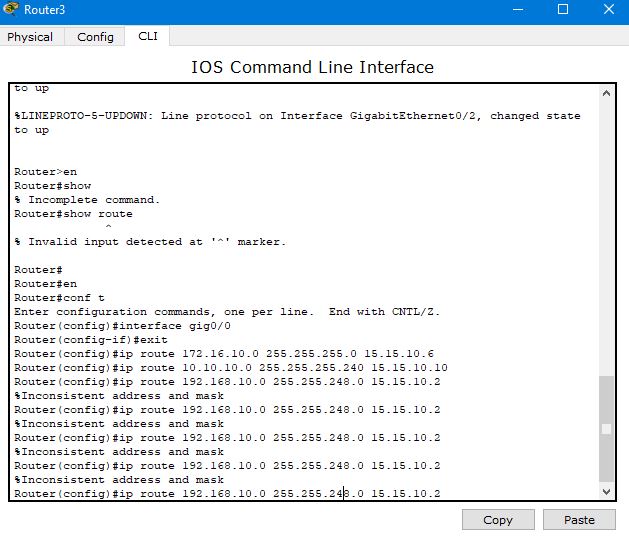 Router3
Physical Config CLI
IOS Command Line Interface
to up
%LINEPROTO-5-UPDOWN: Line protocol on Interface GigabitEthernet0/2, changed state
to up
Router>en
Router#show
% Incomplete command.
Router#show route
^
% Invalid input detected at '^' marker.
Router#
Router#en
Router#conf t
Enter configuration commands, one per line.  End with CNTL/Z.
Router(config)#interface gig0/0
Router(config-if)#exit
Router(config)#ip route 172.16.10.0 255.255.255.0 15.15.10.6
Router(config)#ip route 10.10.10.0 255.255.255.240 15.15.10.10
Router(config)#ip route 192.168.10.0 255.255.248.0 15.15.10.2
%Inconsistent address and mask
Router(config)#ip route 192.168.10.0 255.255.248.0 15.15.10.2
%Inconsistent address and mask
Router(config)#ip route 192.168.10.0 255.255.248.0 15.15.10.2
%Inconsistent address and mask
Router(config)#ip route 192.168.10.0 255.255.248.0 15.15.10.2
%Inconsistent address and mask
Router(config)#ip route 192.168.10.0 255.255.248.0 15.15.10.2
Copy Paste